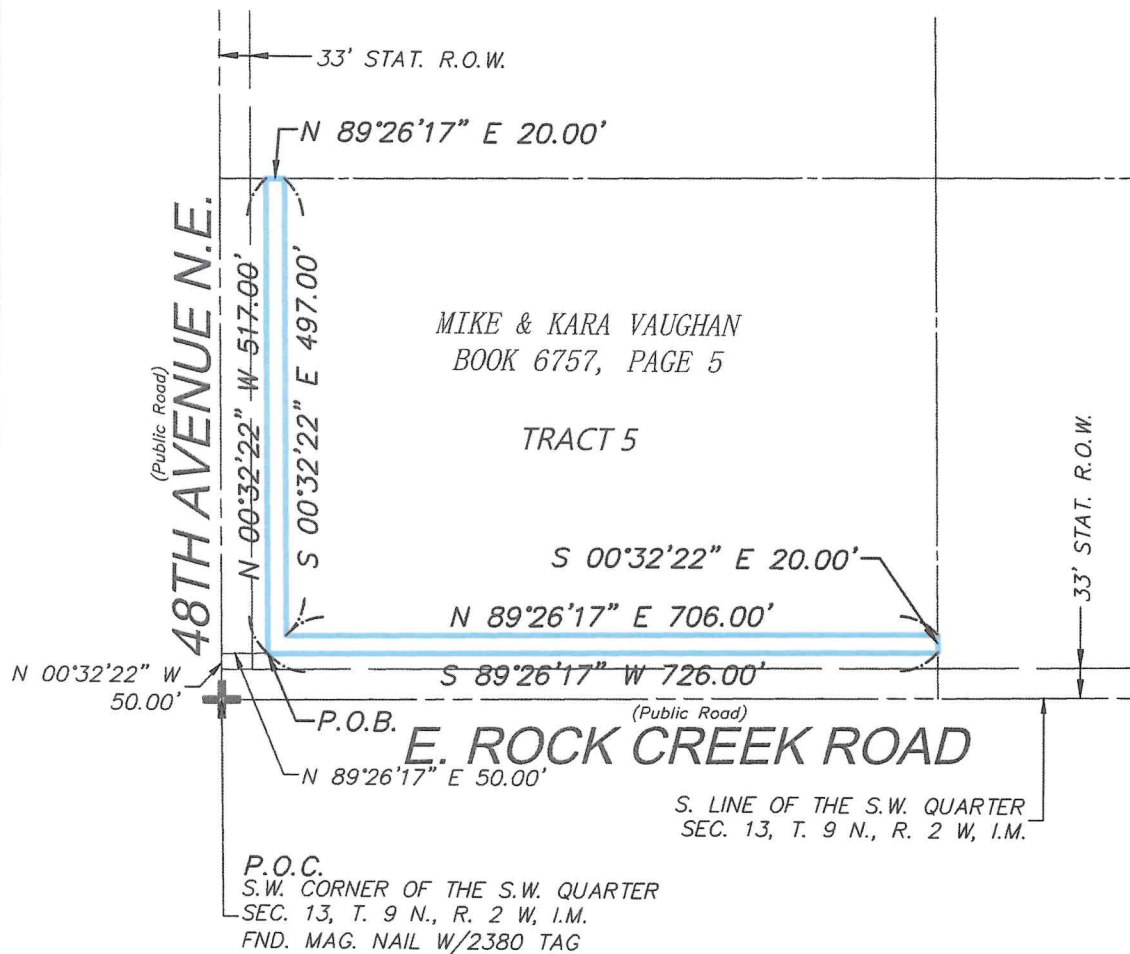 33' STAT. R.O.W.
N 89°26'17" E 20.00'
48TH AVENUE N.E.
(Public Road)
N 00°32'22" W 517.00'
S 00°32'22" E 497.00'
MIKE & KARA VAUGHAN
BOOK 6757, PAGE 5
TRACT 5
33' STAT. R.O.W.
S 00°32'22" E 20.00'
N 89°26'17" E 706.00'
S 89°26'17" W 726.00'
N 00°32'22" W
50.00'
P.O.B.
(Public Road)
E. ROCK CREEK ROAD
N 89°26'17" E 50.00'
S. LINE OF THE S.W. QUARTER
SEC. 13, T. 9 N., R. 2 W, I.M.
P.O.C.
S.W. CORNER OF THE S.W. QUARTER
SEC. 13, T. 9 N., R. 2 W, I.M.
FND. MAG. NAIL W/2380 TAG